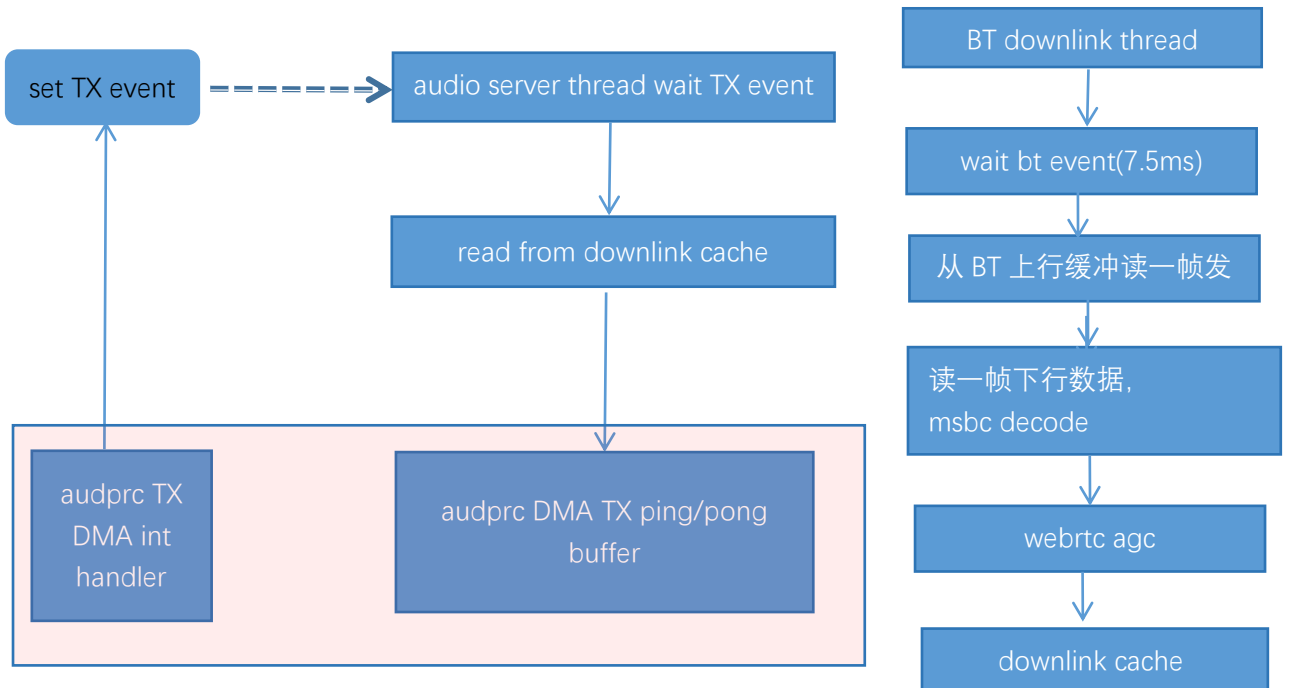 set TX event
audio server thread wait TX event
read from downlink cache
audprc TX
DMA int
handler
audprc DMA TX ping/pong
buffer
BT downlink thread
wait bt event(7.5ms)
从 BT 上行缓冲读一帧发
读一帧下行数据,
msbc decode
webrtc agc
downlink cache